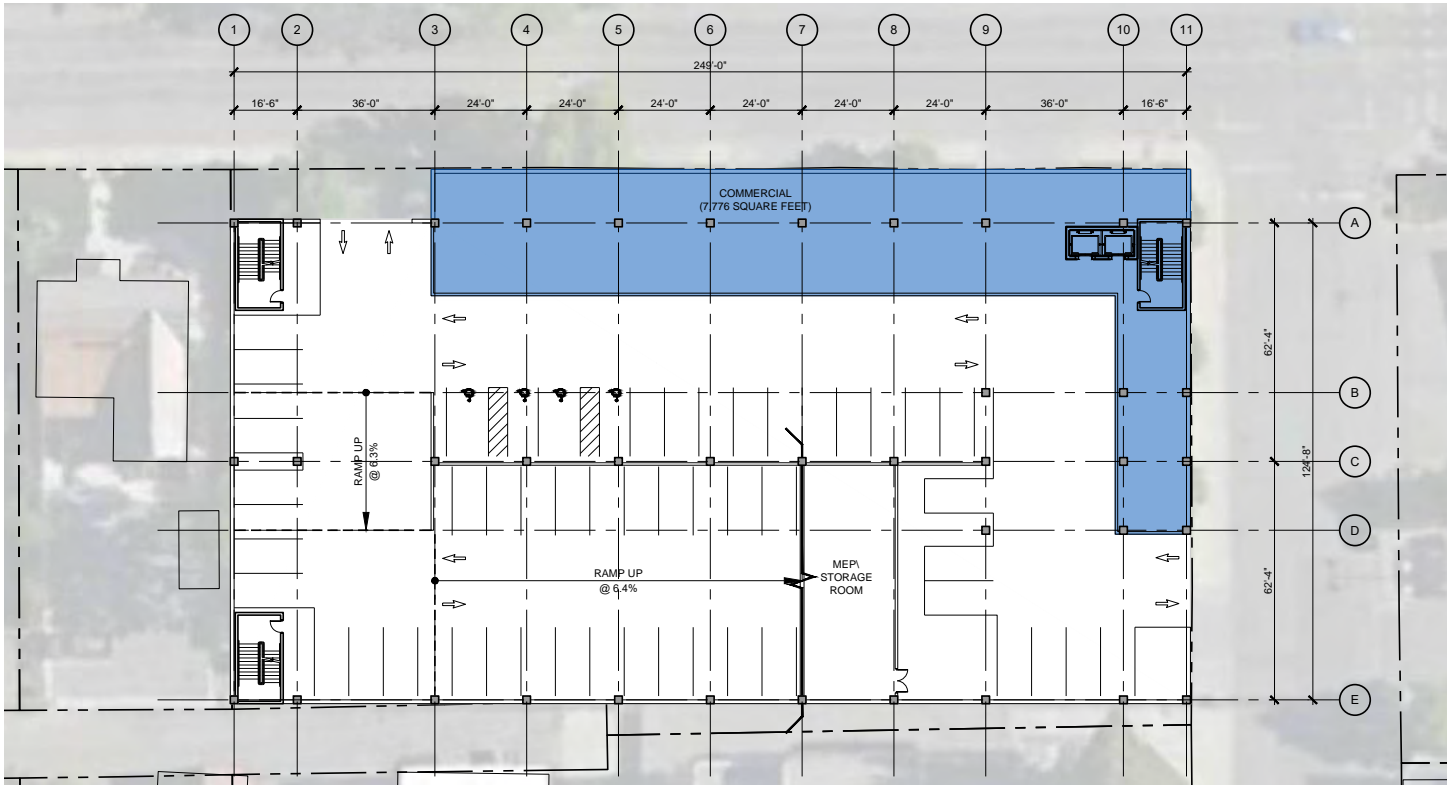 1
2
3
4
5
6
7
8
9
10
11
249'-0"
16'-6"
36'-0"
24'-0"
24'-0"
24'-0"
24'-0"
24'-0"
24'-0"
36'-0"
16'-6"
COMMERCIAL
(7,776 SQUARE FEET)
A
62'-4"
B
RAMP UP
@ 6.3%
C
124'-8"
D
RAMP UP
@ 6.4%
MEP\
STORAGE
ROOM
62'-4"
E